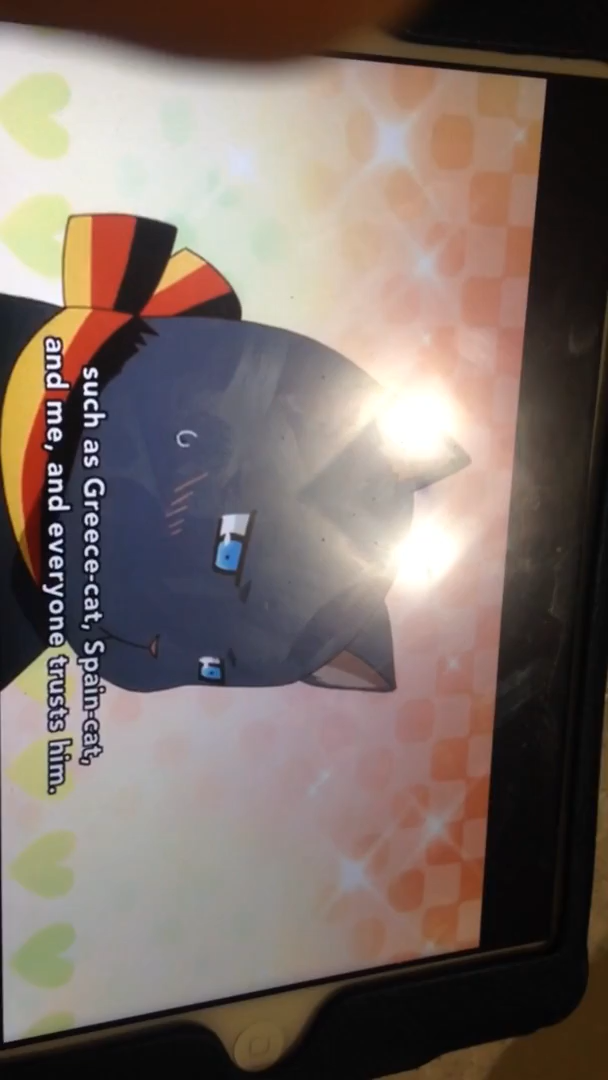 such as Greece-cat, Spain-cat,
and me, and everyone trusts him.